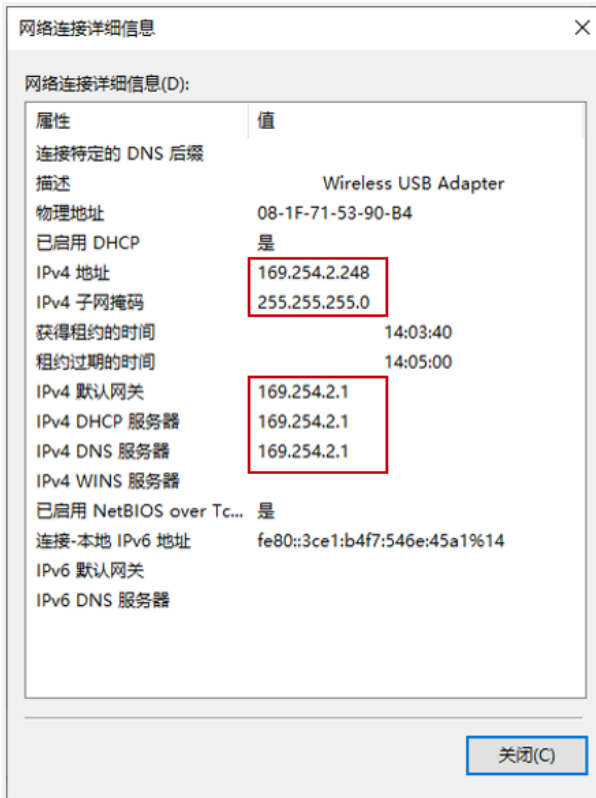 网络连接详细信息
网络连接详细信息(D):
属性 值
连接特定的 DNS 后缀
描述 Wireless USB Adapter
物理地址 08-1F-71-53-90-B4
已启用 DHCP 是
IPv4 地址 169.254.2.248
IPv4 子网掩码 255.255.255.0
获得租约的时间 14:03:40
租约过期的时间 14:05:00
IPv4 默认网关 169.254.2.1
IPv4 DHCP 服务器 169.254.2.1
IPv4 DNS 服务器 169.254.2.1
IPv4 WINS 服务器
已启用 NetBIOS over Tc... 是
连接-本地 IPv6 地址 fe80::3ce1:b4f7:546e:45a1%14
IPv6 默认网关
IPv6 DNS 服务器
关闭(C)